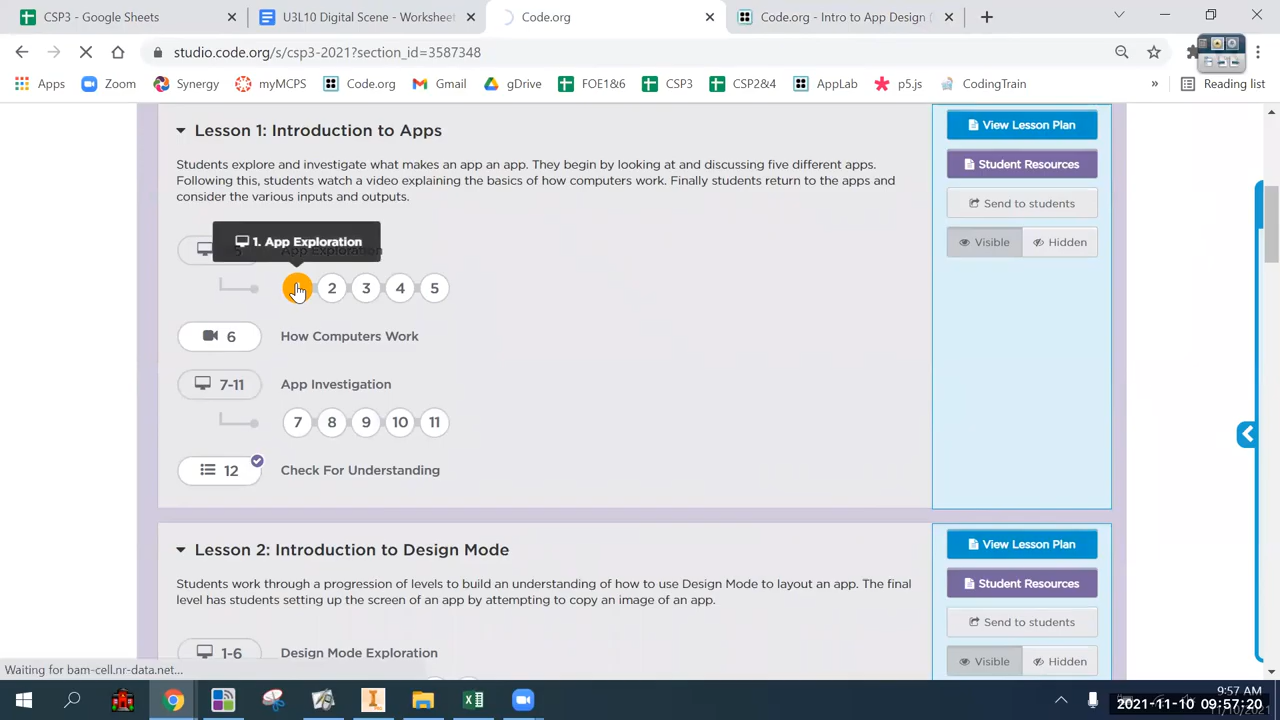 CSP3 - Google Sheets
U3L10 Digital Scene - Worksheet
Code.org
Code.org - Intro to App Design (
studio.code.org/s/csp3-2021?section_id=3587348
Apps
Zoom
Synergy
myMCPS
Code.org
Gmail
gDrive
FOE1&6
CSP3
CSP2&4
AppLab
p5.js
CodingTrain
»
Reading list
Lesson 1: Introduction to Apps
Students explore and investigate what makes an app an app. They begin by looking at and discussing five different apps.
Following this, students watch a video explaining the basics of how computers work. Finally students return to the apps and
consider the various inputs and outputs.
View Lesson Plan
Student Resources
Send to students
Visible
Hidden
1. App Exploration
2
3
4
5
6
How Computers Work
7-11
App Investigation
7
8
9
10
11
12
Check For Understanding
Lesson 2: Introduction to Design Mode
Students work through a progression of levels to build an understanding of how to use Design Mode to layout an app. The final
level has students setting up the screen of an app by attempting to copy an image of an app.
View Lesson Plan
Student Resources
Send to students
Visible
Hidden
1-6
Design Mode Exploration
Waiting for bam-cell.nr-data.net...
9:57 AM
2021-11-10 09:57:20